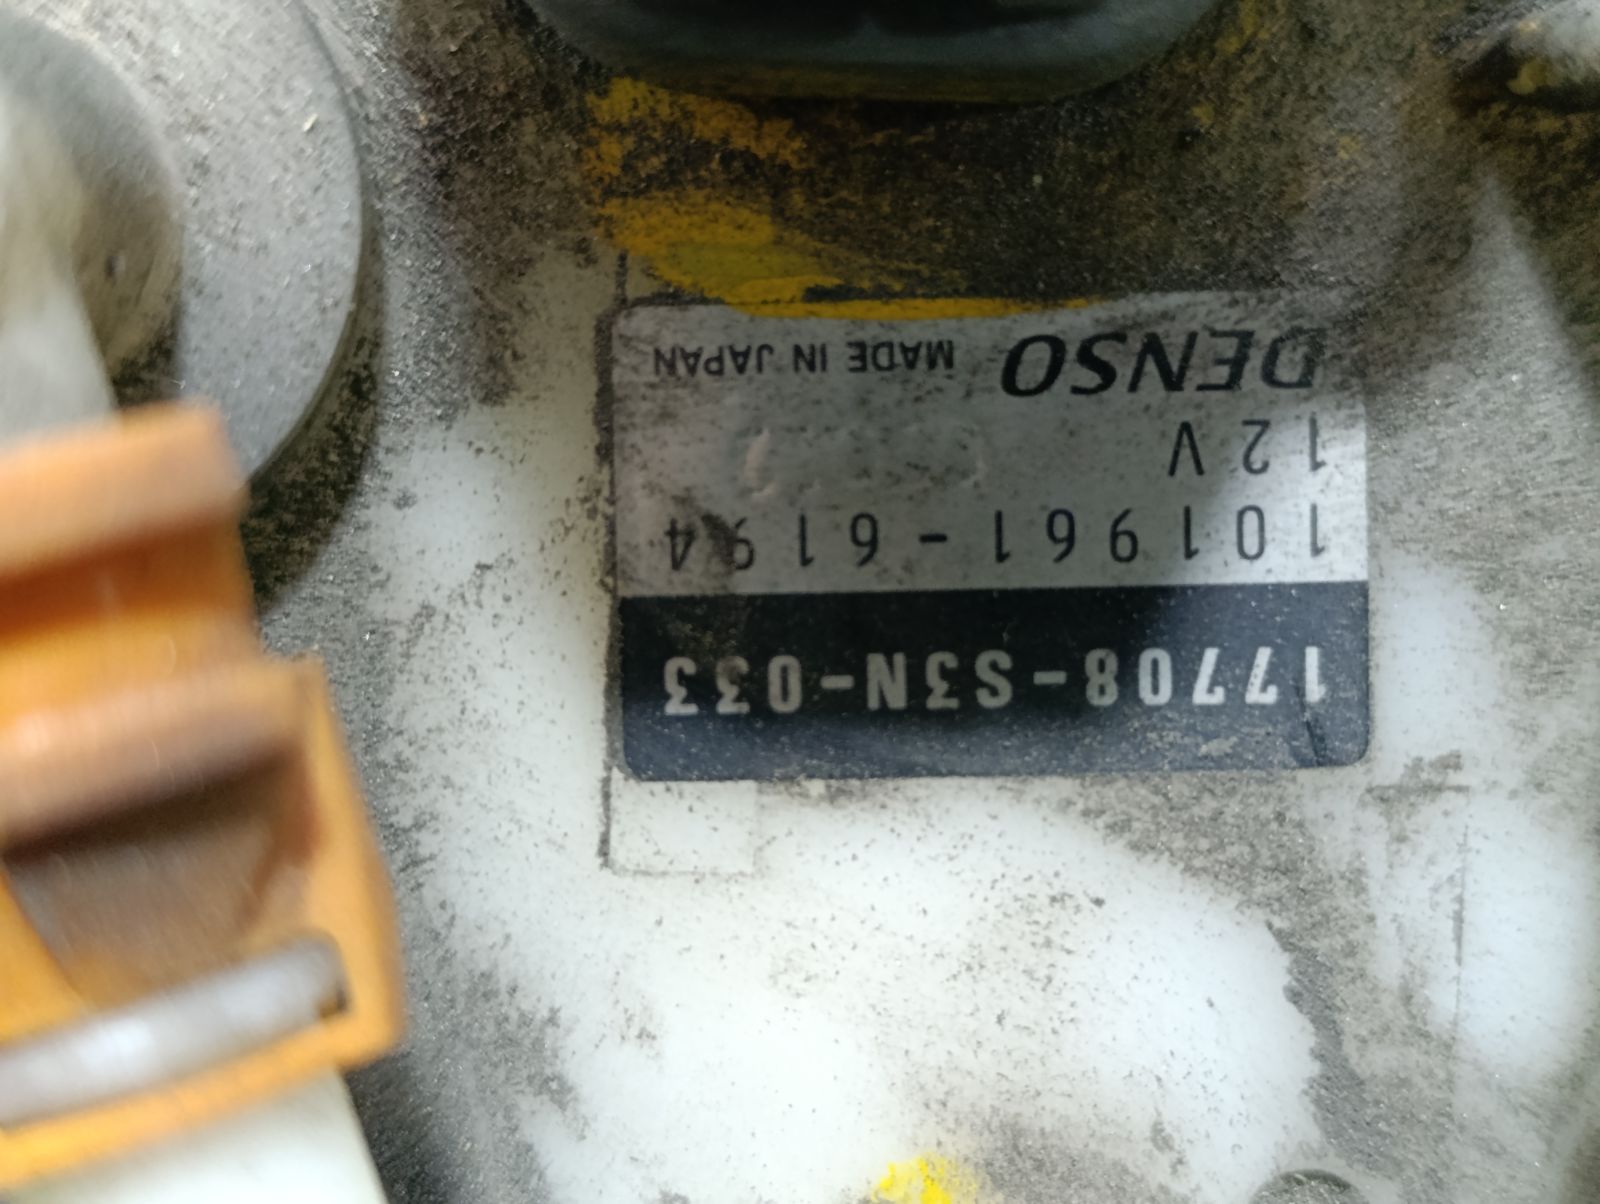 17708-S3N-033
101961-6194
12V
DENSO MADE IN JAPAN